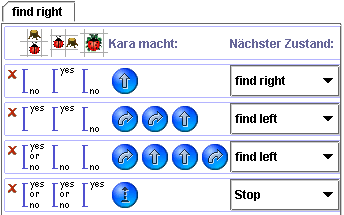 find right
Kara macht: Nächster Zustand:
no yes no find right
no yes no find left
yes or no no no find left
yes or no yes or no yes Stop